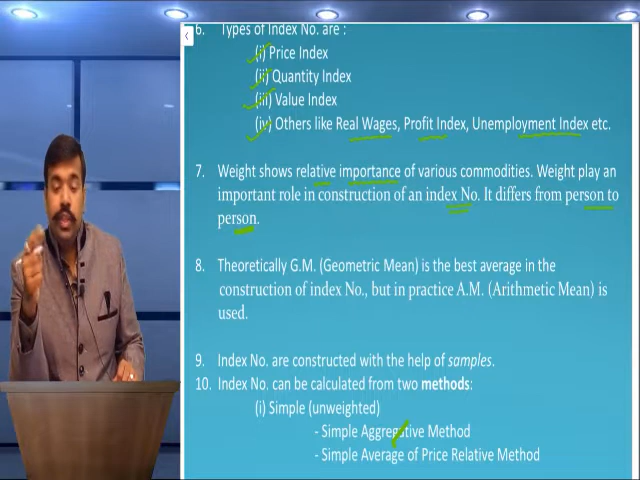 6. Types of Index No. are :
(i) Price Index
(ii) Quantity Index
(iii) Value Index
(iv) Others like Real Wages, Profit Index, Unemployment Index etc.
7. Weight shows relative importance of various commodities. Weight play an
important role in construction of an index No. It differs from person to
person.
8. Theoretically G.M. (Geometric Mean) is the best average in the
construction of index No., but in practice A.M. (Arithmetic Mean) is
used.
9. Index No. are constructed with the help of samples.
10. Index No. can be calculated from two methods:
(i) Simple (unweighted)
- Simple Aggregative Method
- Simple Average of Price Relative Method